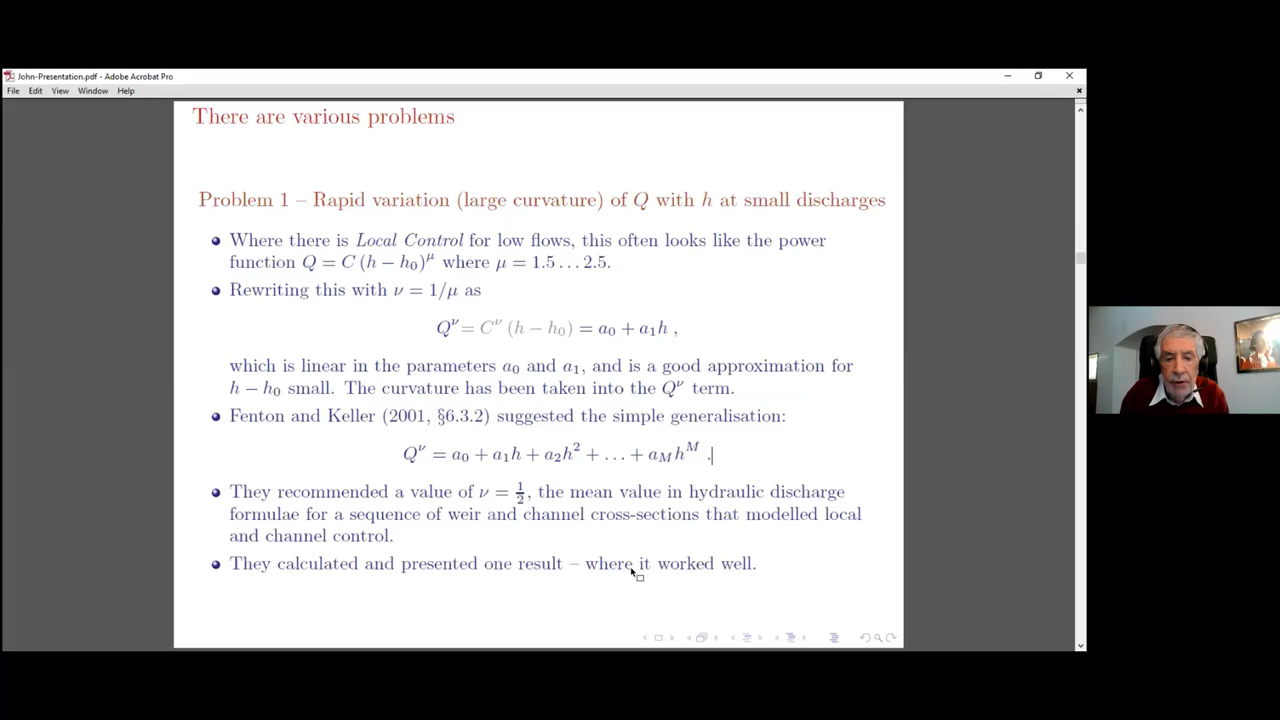 John-Presentation.pdf - Adobe Acrobat Pro
File Edit View Window Help
There are various problems
Problem 1 – Rapid variation (large curvature) of Q with h at small discharges
Where there is Local Control for low flows, this often looks like the power
function Q = C (h − h₀)^μ where μ = 1.5 … 2.5.
Rewriting this with ν = 1/μ as
Q^ν = C^ν (h − h₀) = a₀ + a₁h ,
which is linear in the parameters a₀ and a₁, and is a good approximation for
h − h₀ small. The curvature has been taken into the Q^ν term.
Fenton and Keller (2001, §6.3.2) suggested the simple generalisation:
Q^ν = a₀ + a₁h + a₂h² + … + a_M h^M .
They recommended a value of ν = 1/2, the mean value in hydraulic discharge
formulae for a sequence of weir and channel cross-sections that modelled local
and channel control.
They calculated and presented one result – where it worked well.